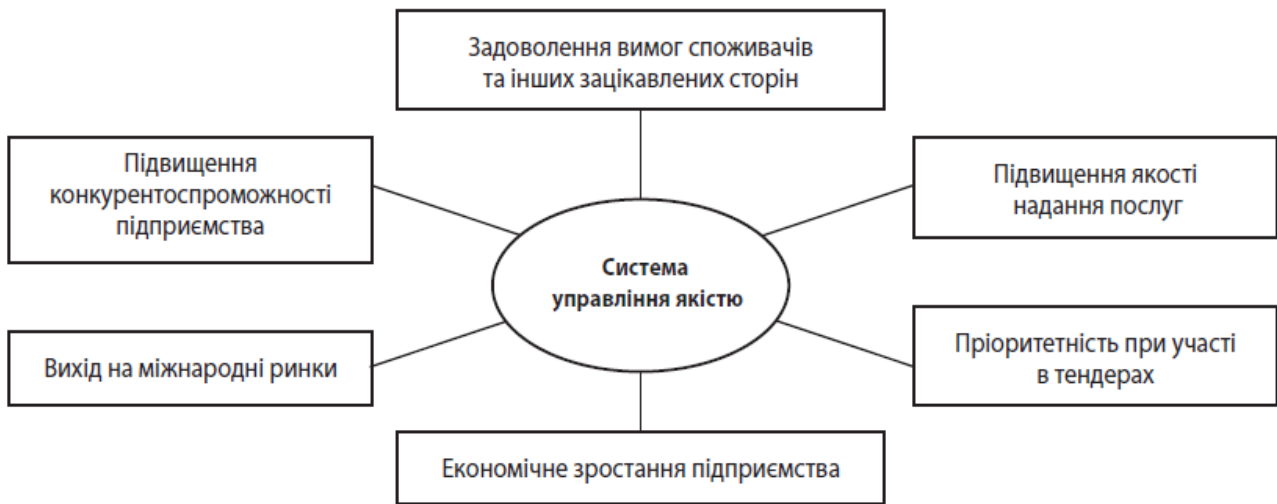 Задоволення вимог споживачів
та інших зацікавлених сторін
Підвищення
конкурентоспроможності
підприємства
Підвищення якості
надання послуг
Система
управління якістю
Вихід на міжнародні ринки
Пріоритетність при участі
в тендерах
Економічне зростання підприємства